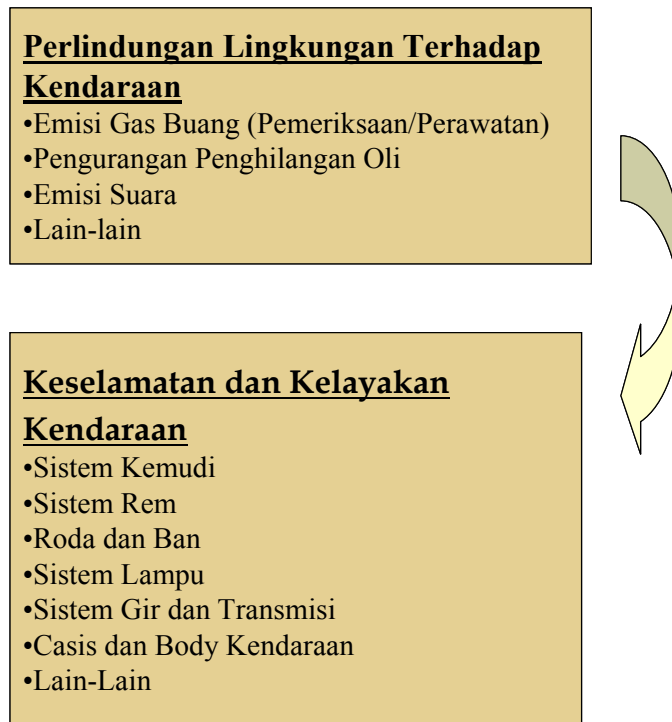 Perlindungan Lingkungan Terhadap
Kendaraan
•Emisi Gas Buang (Pemeriksaan/Perawatan)
•Pengurangan Penghilangan Oli
•Emisi Suara
•Lain-lain
Keselamatan dan Kelayakan
Kendaraan
•Sistem Kemudi
•Sistem Rem
•Roda dan Ban
•Sistem Lampu
•Sistem Gir dan Transmisi
•Casis dan Body Kendaraan
•Lain-Lain